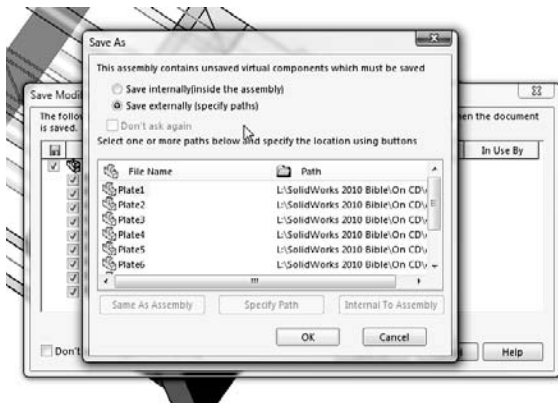 Save As
This assembly contains unsaved virtual components which must be saved
Save internally(inside the assembly)
Save externally (specify paths)
Don't ask again
Select one or more paths below and specify the location using buttons
File Name Path
Plate1 L:\SolidWorks 2010 Bible\On CD\
Plate2 L:\SolidWorks 2010 Bible\On CD\
Plate3 L:\SolidWorks 2010 Bible\On CD\
Plate4 L:\SolidWorks 2010 Bible\On CD\
Plate5 L:\SolidWorks 2010 Bible\On CD\
Plate6 L:\SolidWorks 2010 Bible\On CD\
Same As Assembly Specify Path Internal To Assembly
OK Cancel
Save Modi
The follow en the document
is saved.
In Use By
Don't Help